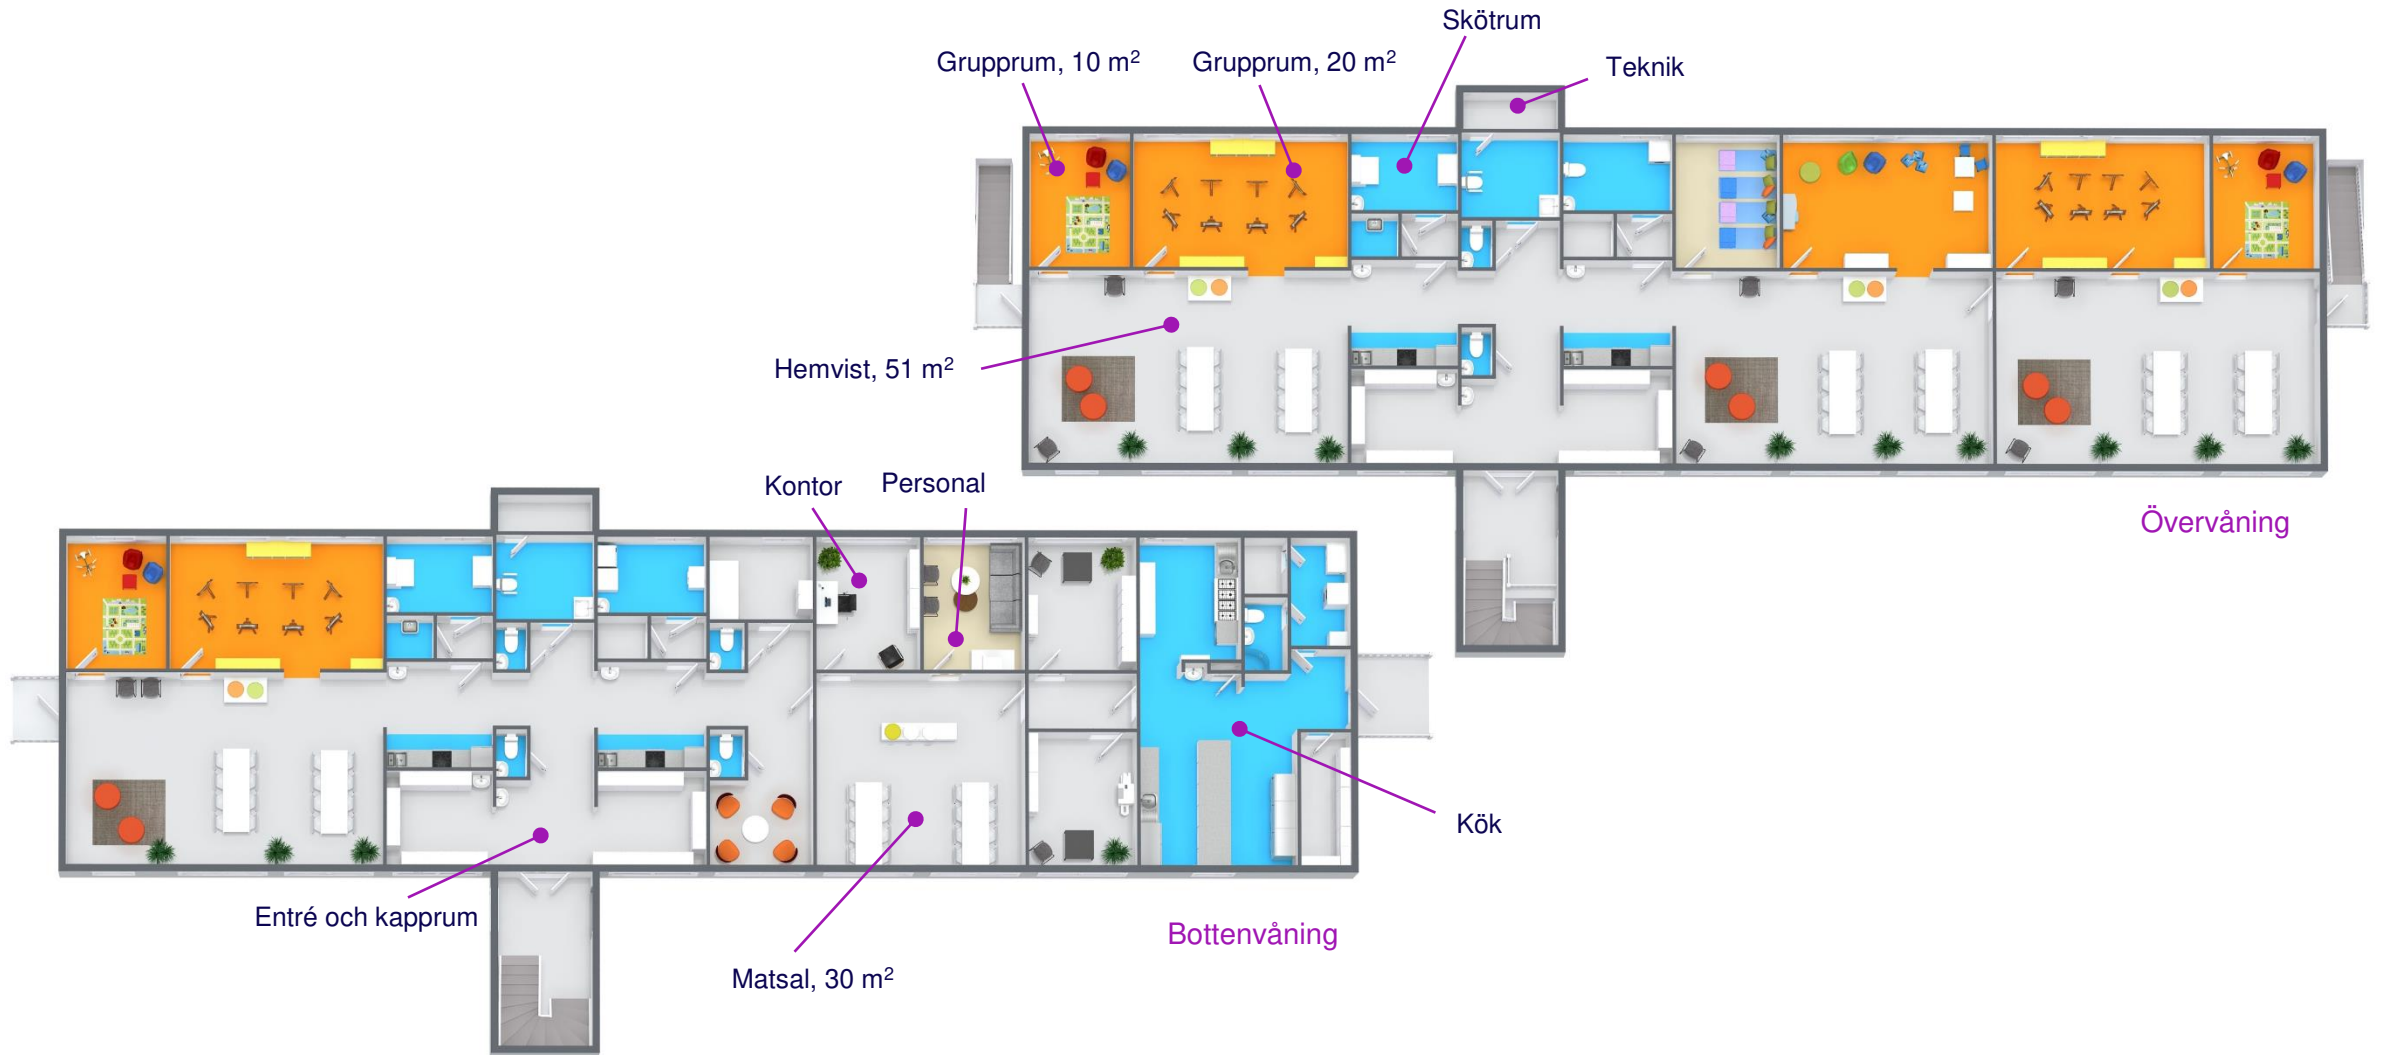 Skötrum
Grupprum, 10 m²
Grupprum, 20 m²
Teknik
Hemvist, 51 m²
Kontor
Personal
Övervåning
Kök
Entré och kapprum
Bottenvåning
Matsal, 30 m²